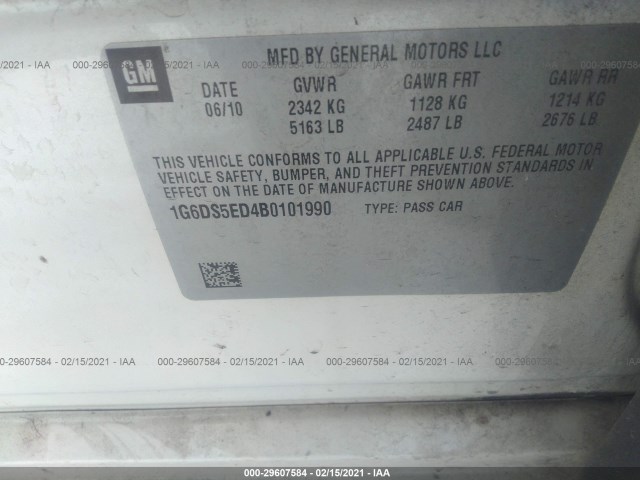 GM
MFD BY GENERAL MOTORS LLC
DATE GVWR GAWR FRT GAWR RR
06/10 2342 KG 1128 KG 1214 KG
5163 LB 2487 LB 2676 LB
THIS VEHICLE CONFORMS TO ALL APPLICABLE U.S. FEDERAL MOTOR
VEHICLE SAFETY, BUMPER, AND THEFT PREVENTION STANDARDS IN
EFFECT ON THE DATE OF MANUFACTURE SHOWN ABOVE.
1G6DS5ED4B0101990 TYPE: PASS CAR
/2021 - IAA 000-29607584 - 02/15/2021 - IAA 000-29607584 - 02/15/2021 - IAA 000-29607584
/2021 - IAA 000-29607584 - 02/15/2021 - IAA 000-29607584 - 02/15/2021 - IAA 000-29607584
000-29607584 - 02/15/2021 - IAA